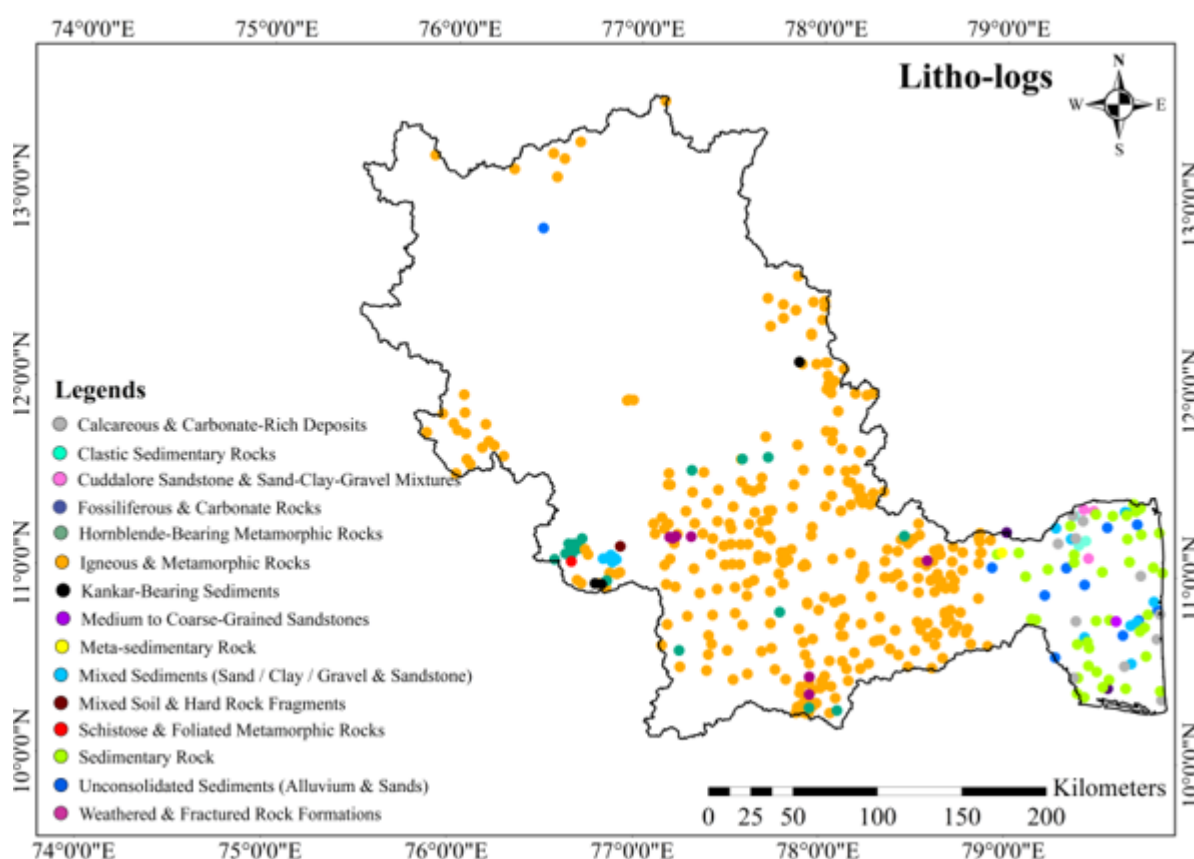 74°0'0"E 75°0'0"E 76°0'0"E 77°0'0"E 78°0'0"E 79°0'0"E
Litho-logs
N
W E
S
13°0'0"N
12°0'0"N
11°0'0"N
10°0'0"N
13°0'0"N
12°0'0"N
11°0'0"N
10°0'0"N
Legends
Calcareous & Carbonate-Rich Deposits
Clastic Sedimentary Rocks
Cuddalore Sandstone & Sand-Clay-Gravel Mixtures
Fossiliferous & Carbonate Rocks
Hornblende-Bearing Metamorphic Rocks
Igneous & Metamorphic Rocks
Kankar-Bearing Sediments
Medium to Coarse-Grained Sandstones
Meta-sedimentary Rock
Mixed Sediments (Sand / Clay / Gravel & Sandstone)
Mixed Soil & Hard Rock Fragments
Schistose & Foliated Metamorphic Rocks
Sedimentary Rock
Unconsolidated Sediments (Alluvium & Sands)
Weathered & Fractured Rock Formations
Kilometers
0 25 50 100 150 200
74°0'0"E 75°0'0"E 76°0'0"E 77°0'0"E 78°0'0"E 79°0'0"E